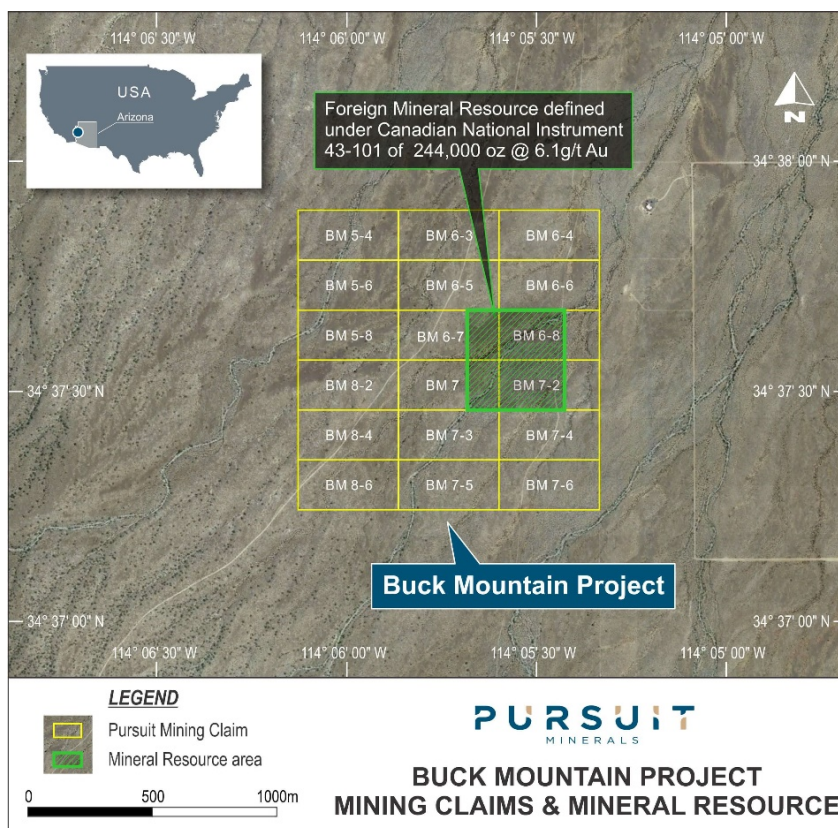 114° 06' 30" W 114° 06' 00" W 114° 05' 30" W 114° 05' 00" W
USA
Arizona
Foreign Mineral Resource defined
under Canadian National Instrument
43-101 of 244,000 oz @ 6.1g/t Au
N
34° 38' 00" N
BM 5-4 BM 6-3 BM 6-4
BM 5-6 BM 6-5 BM 6-6
BM 5-8 BM 6-7 BM 6-8
34° 37' 30" N BM 8-2 BM 7 BM 7-2 34° 37' 30" N
BM 8-4 BM 7-3 BM 7-4
BM 8-6 BM 7-5 BM 7-6
Buck Mountain Project
34° 37' 00" N 34° 37' 00" N
114° 06' 30" W 114° 06' 00" W 114° 05' 30" W 114° 05' 00" W
LEGEND
Pursuit Mining Claim
Mineral Resource area
0 500 1000m
PURSUIT
MINERALS
BUCK MOUNTAIN PROJECT
MINING CLAIMS & MINERAL RESOURCE